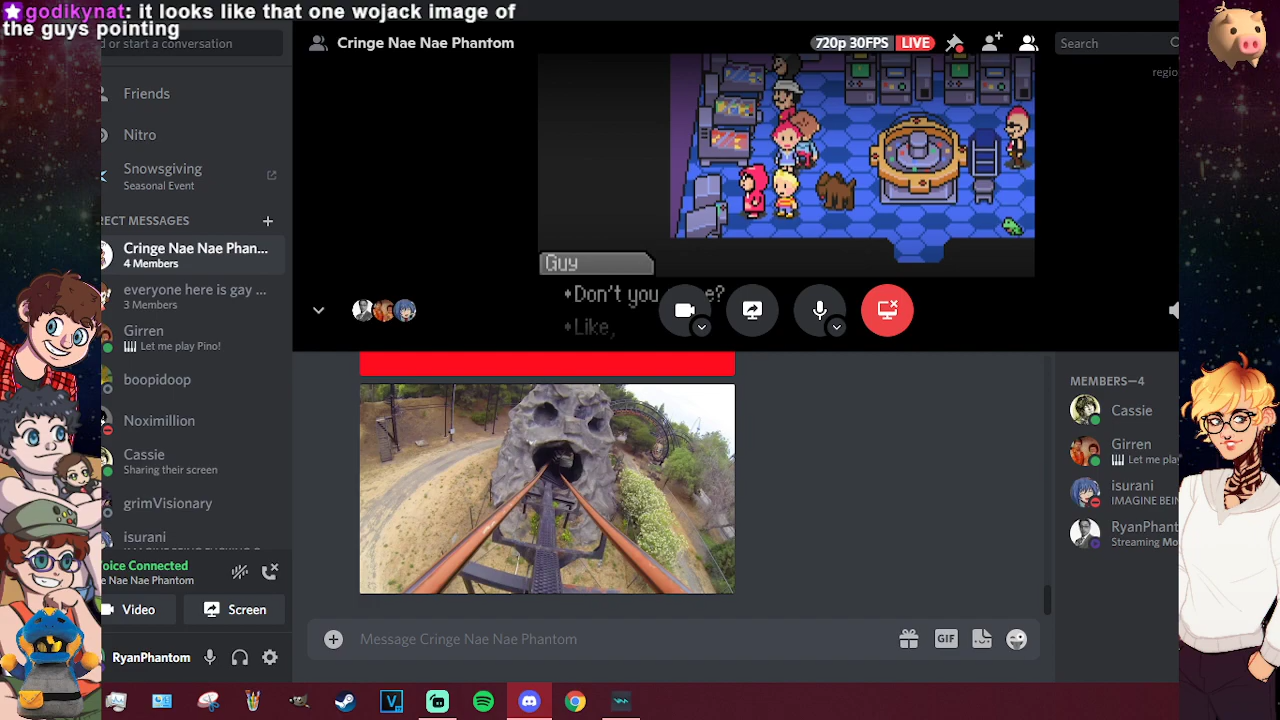 godikynat: it looks like that one wojack image of
the guys pointing
d or start a conversation
Cringe Nae Nae Phantom
720p 30FPS LIVE
Search
regio
Friends
Nitro
Snowsgiving
Seasonal Event
RECT MESSAGES
Cringe Nae Nae Phan...
4 Members
everyone here is gay ...
3 Members
Girren
Let me play Pino!
boopidoop
Noximillion
Cassie
Sharing their screen
grimVisionary
isurani
Guy
•Don't you
e?
•Like,
MEMBERS—4
Cassie
Girren
Let me play
isurani
IMAGINE BEIN
RyanPhant
Streaming Mo
oice Connected
e Nae Nae Phantom
Video
Screen
RyanPhantom
Message Cringe Nae Nae Phantom
GIF
V